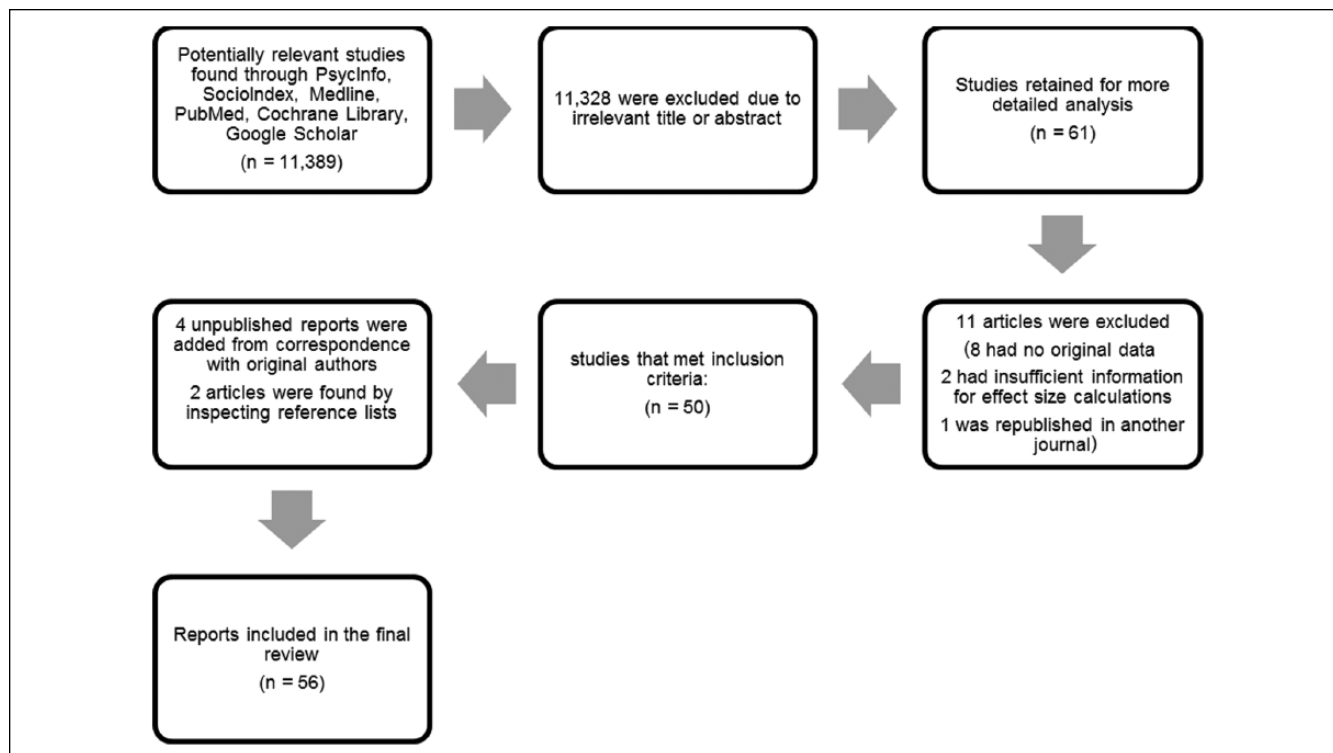 Potentially relevant studies
found through PsycInfo,
SocioIndex, Medline,
PubMed, Cochrane Library,
Google Scholar
(n = 11,389)
11,328 were excluded due to
irrelevant title or abstract
Studies retained for more
detailed analysis
(n = 61)
11 articles were excluded
(8 had no original data
2 had insufficient information
for effect size calculations
1 was republished in another
journal)
studies that met inclusion
criteria:
(n = 50)
4 unpublished reports were
added from correspondence
with original authors
2 articles were found by
inspecting reference lists
Reports included in the final
review
(n = 56)